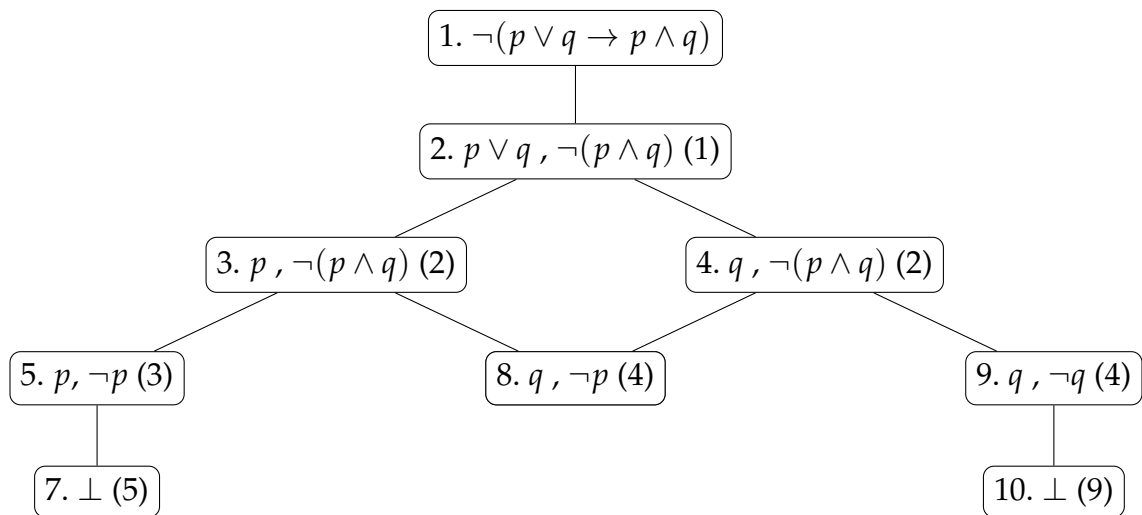 1. ¬(p ∨ q → p ∧ q)
2. p ∨ q , ¬(p ∧ q) (1)
3. p , ¬(p ∧ q) (2)
4. q , ¬(p ∧ q) (2)
5. p, ¬p (3)
8. q , ¬p (4)
9. q , ¬q (4)
7. ⊥ (5)
10. ⊥ (9)